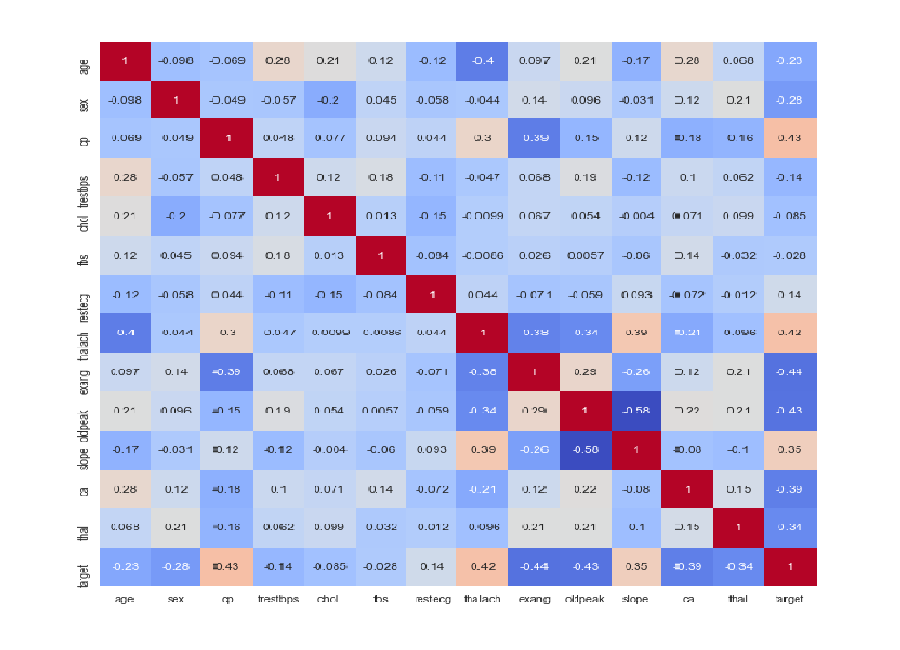 age 1 -0.098 -0.069 0.28 0.21 0.12 -0.12 -0.4 0.097 0.21 -0.17 0.28 0.068 -0.23
sex -0.098 1 -0.049 -0.057 -0.2 0.045 -0.058 -0.044 0.14 0.096 -0.031 0.12 0.21 -0.28
cp 0.069 0.049 1 0.048 -0.077 0.094 0.044 0.3 0.39 0.15 0.12 -0.18 -0.16 0.43
trestbps 0.28 -0.057 0.048 1 0.12 0.18 -0.11 -0.047 0.068 0.19 -0.12 0.1 0.062 -0.14
chol 0.21 -0.2 -0.077 0.12 1 0.013 -0.15 -0.0099 0.067 0.054 -0.004 0.071 0.099 -0.085
fbs 0.12 0.045 0.094 0.18 0.013 1 -0.084 -0.0086 0.026 0.0057 -0.06 0.14 -0.032 -0.028
restecg -0.12 -0.058 0.044 -0.11 -0.15 -0.084 1 0.044 -0.071 -0.059 0.093 -0.072 -0.012 0.14
thalach 0.4 0.044 0.3 0.047 0.0099 0.0086 0.044 1 0.38 0.34 0.39 -0.21 0.096 0.42
exang 0.097 0.14 -0.39 0.068 0.067 0.026 -0.071 -0.38 1 0.29 -0.26 0.12 0.21 -0.44
oldpeak 0.21 0.096 -0.15 0.19 0.054 0.0057 -0.059 -0.34 0.29 1 -0.58 0.22 0.21 -0.43
slope -0.17 -0.031 0.12 -0.12 -0.004 -0.06 0.093 0.39 -0.26 -0.58 1 -0.08 -0.1 0.35
ca 0.28 0.12 -0.18 0.1 0.071 0.14 -0.072 -0.21 0.12 0.22 -0.08 1 0.15 -0.39
thal 0.068 0.21 -0.16 0.062 0.099 0.032 0.012 0.096 0.21 0.21 0.1 0.15 1 -0.34
target -0.23 -0.28 0.43 -0.14 -0.085 -0.028 0.14 0.42 -0.44 -0.43 0.35 -0.39 -0.34 1
age sex cp trestbps chol fbs restecg thalach exang oldpeak slope ca thal target